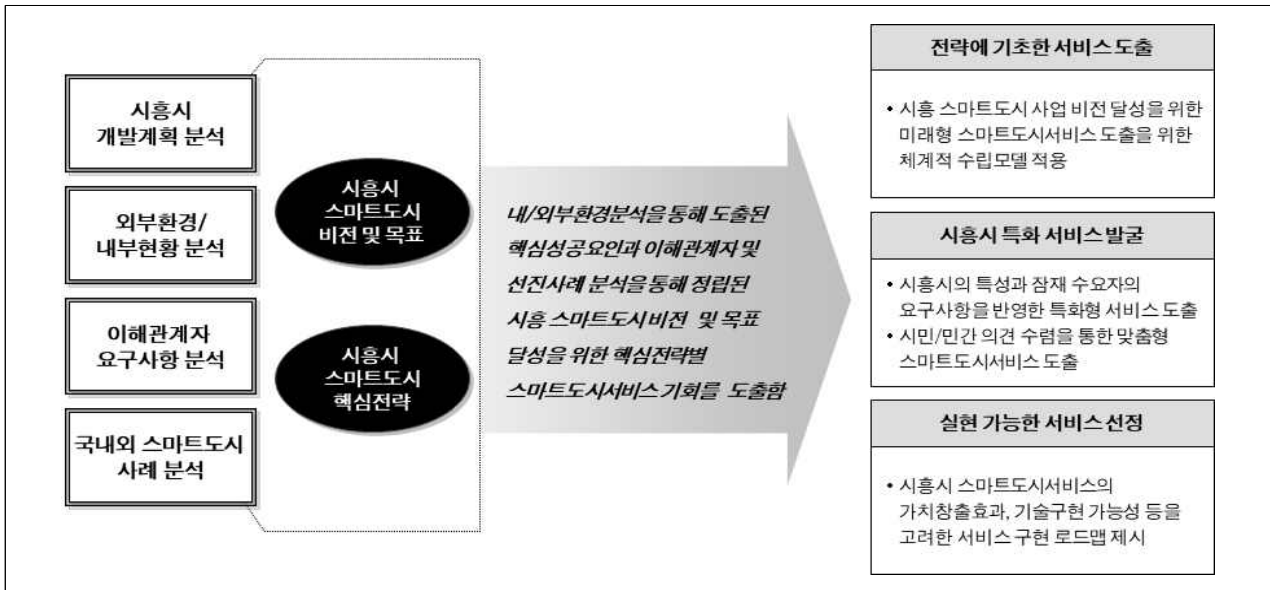 시흥시
개발계획 분석
외부환경/
내부현황 분석
이해관계자
요구사항 분석
국내외 스마트도시
사례 분석
시흥시
스마트도시
비전 및 목표
시흥시
스마트도시
핵심전략
내/외부환경분석을 통해 도출된
핵심성공요인과 이해관계자 및
선진사례 분석을 통해 정립된
시흥 스마트도시 비전 및 목표
달성을 위한 핵심전략별
스마트도시서비스 기회를 도출함
전략에 기초한 서비스 도출
• 시흥 스마트도시 사업 비전 달성을 위한
미래형 스마트도시서비스 도출을 위한
체계적 수립모델 적용
시흥시 특화 서비스 발굴
• 시흥시의 특성과 잠재 수요자의
요구사항을 반영한 특화형 서비스 도출
• 시민/민간 의견 수렴을 통한 맞춤형
스마트도시서비스 도출
실현 가능한 서비스 선정
• 시흥시 스마트도시서비스의
가치창출효과, 기술구현 가능성 등을
고려한 서비스 구현 로드맵 제시